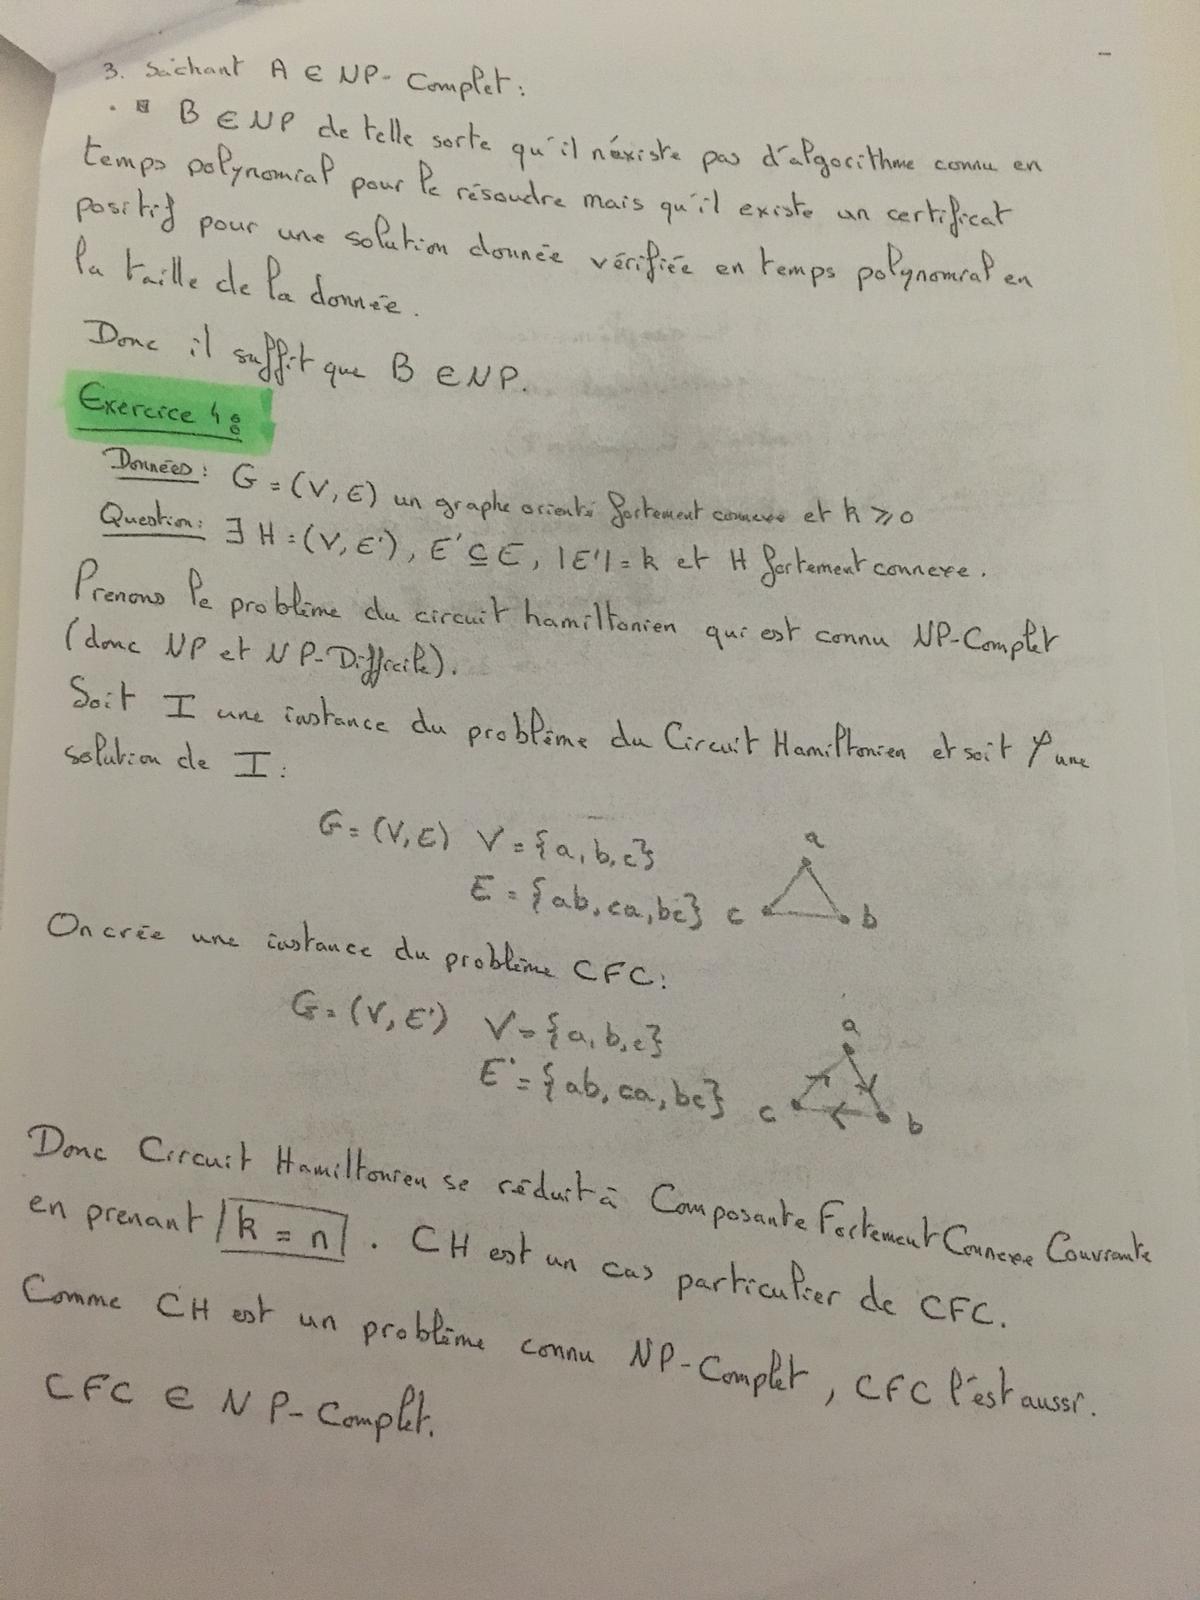 3. Sachant A ∈ NP-Complet :
• B ∈ NP de telle sorte qu'il n'existe pas d'algorithme connu en
temps polynomial pour le résoudre mais qu'il existe un certificat
positif pour une solution donnée vérifiée en temps polynomial en
la taille de la donnée.
Donc il suffit que B ∈ NP.
Exercice 4 :
Données : G = (V, E) un graphe orienté fortement connexe et k ⩾ 0
Question : ∃ H = (V, E'), E' ⊆ E, |E'| = k et H fortement connexe.
Prenons le problème du circuit hamiltonien qui est connu NP-Complet
(donc NP et NP-Difficile).
Soit I une instance du problème du Circuit Hamiltonien et soit φ une
solution de I :
G = (V, E) V = {a, b, c}
E = {ab, ca, bc}
a
c b
On crée une instance du problème CFC :
G = (V, E') V = {a, b, c}
E' = {ab, ca, bc}
a
c b
Donc Circuit Hamiltonien se réduit à Composante Fortement Connexe Couvrante
en prenant k = n. CH est un cas particulier de CFC.
Comme CH est un problème connu NP-Complet, CFC l'est aussi.
CFC ∈ NP-Complet.